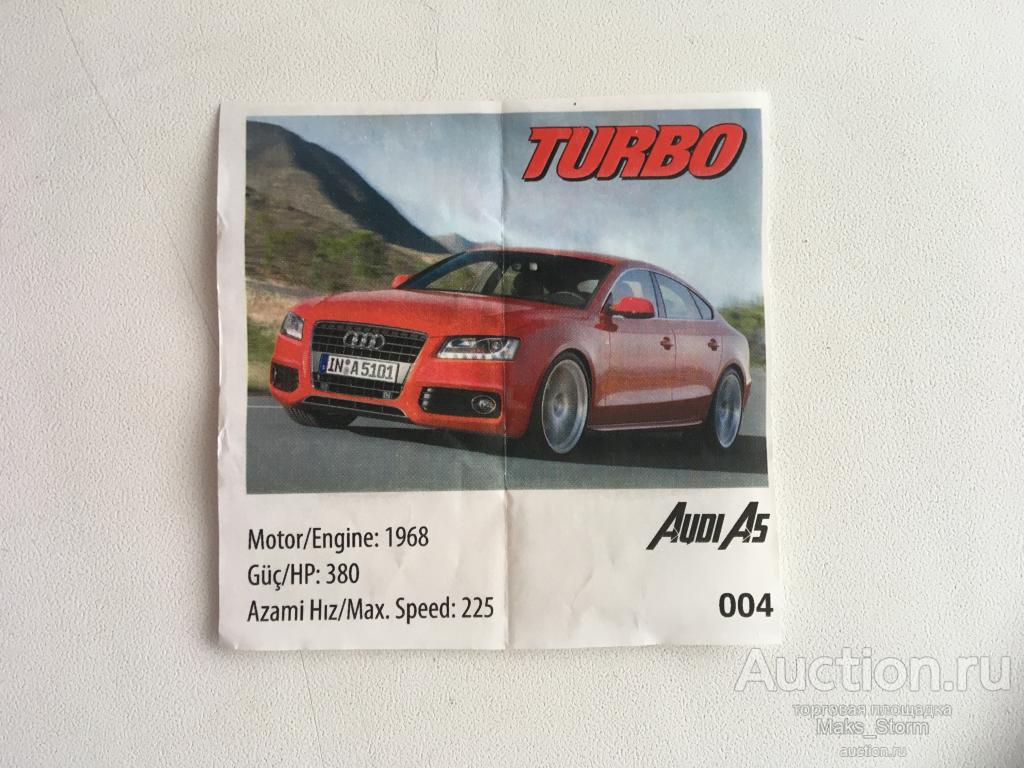 TURBO
IN A 5101
AUDI A5
Motor/Engine: 1968
Güç/HP: 380
Azami Hız/Max. Speed: 225
004
Auction.ru
торговая площадка
Maks_Storm
auction.ru